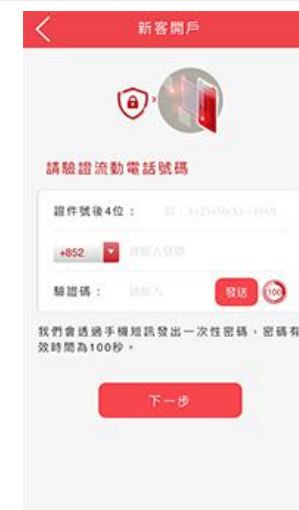 新客開戶
請驗證流動電話號碼
證件號後4位：
+852 請輸入號碼
驗證碼： 請輸入 發送 100
我們會透過手機短訊發出一次性密碼，密碼有
效時間為100秒。
下一步